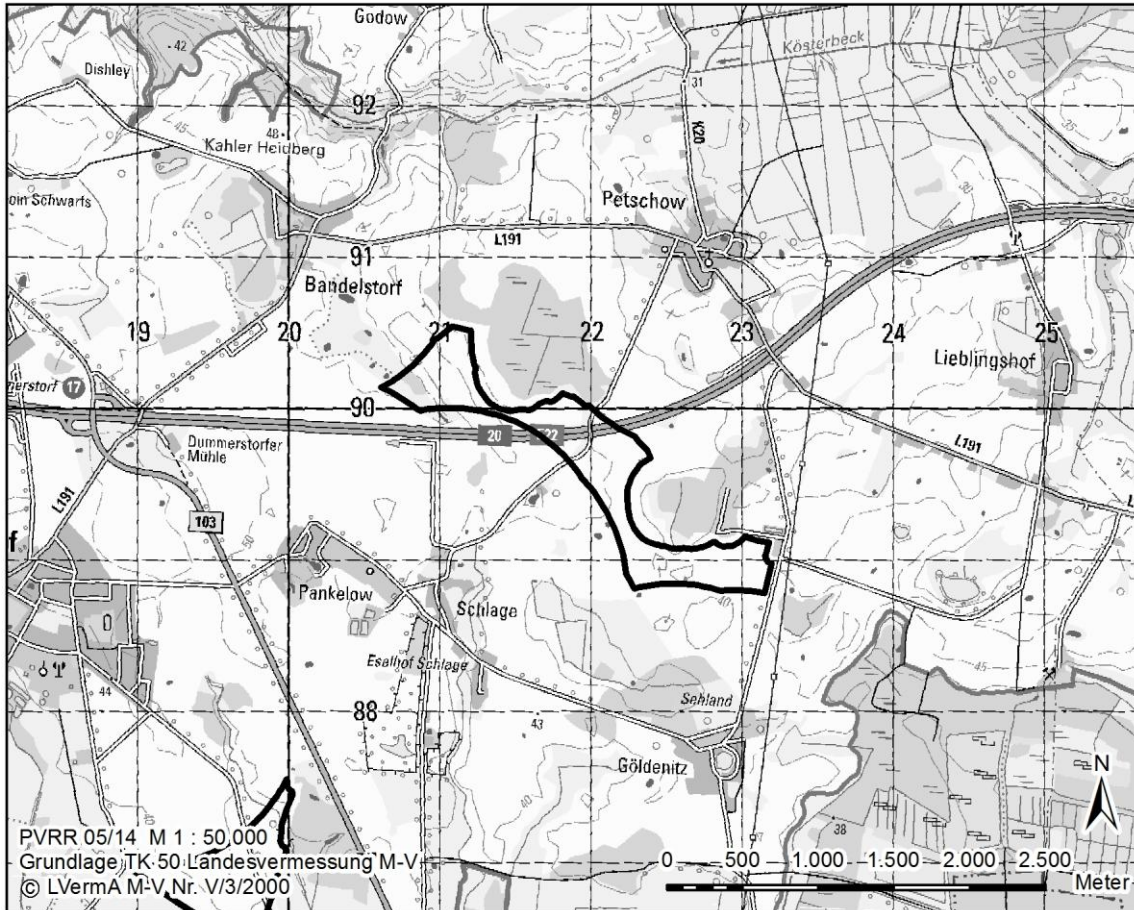 Godow
42
Dishley
Kösterbeck
31
92
45
48
Kahler Heidberg
K20
Petschow
L191
91
Bandelstorf
19
20
21
22
23
24
25
Lieblingshof
17
90
20
22
Dummerstorfer
Mühle
L191
L191
103
50
f
Pankelow
Schlage
40
45
44
88
43
Göldenitz
40
38
N
PVRR 05/14 M 1 : 50 000
Grundlage TK 50 Landesvermessung M-V
© LVermA M-V, Nr. V/3/2000
0 500 1.000 1.500 2.000 2.500
Meter